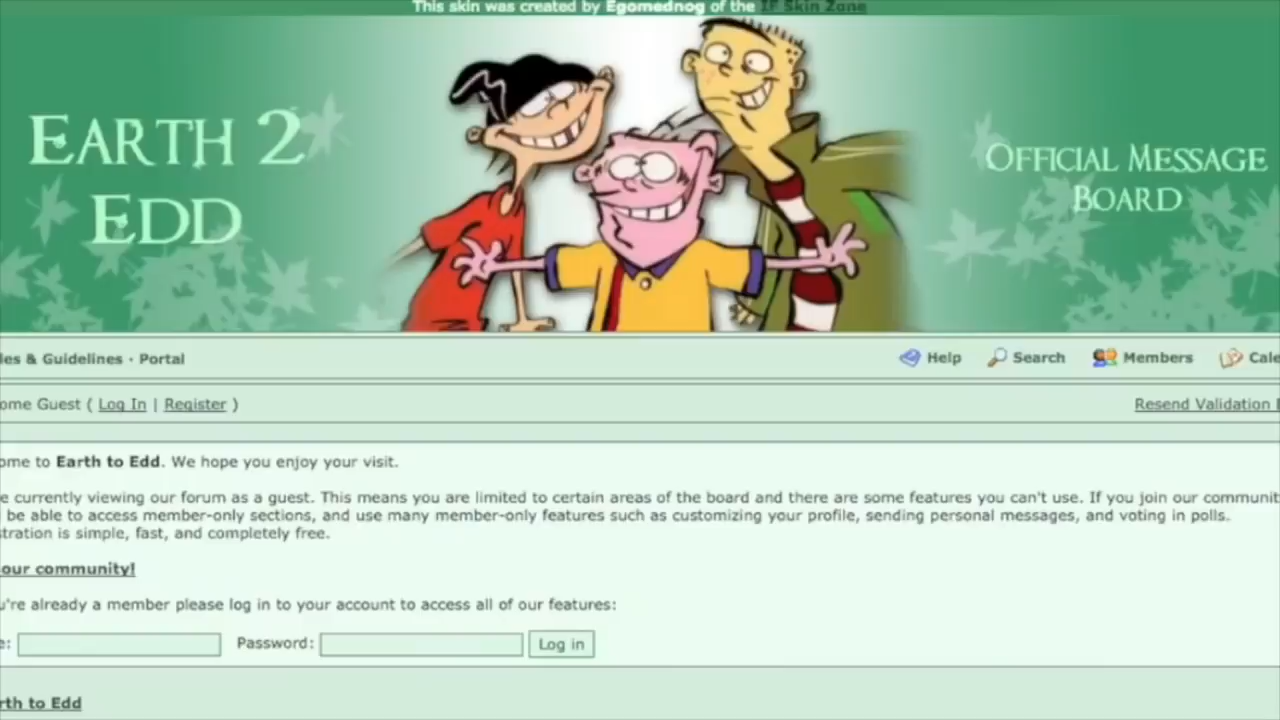 This skin was created by Egomednog of the IF Skin Zone
EARTH 2
EDD
OFFICIAL MESSAGE
BOARD
les & Guidelines · Portal
Help
Search
Members
Cale
ome Guest ( Log In | Register )
Resend Validation
ome to Earth to Edd. We hope you enjoy your visit.
e currently viewing our forum as a guest. This means you are limited to certain areas of the board and there are some features you can't use. If you join our communit
be able to access member-only sections, and use many member-only features such as customizing your profile, sending personal messages, and voting in polls.
stration is simple, fast, and completely free.
our community!
u're already a member please log in to your account to access all of our features:
e: Password: Log in
rth to Edd